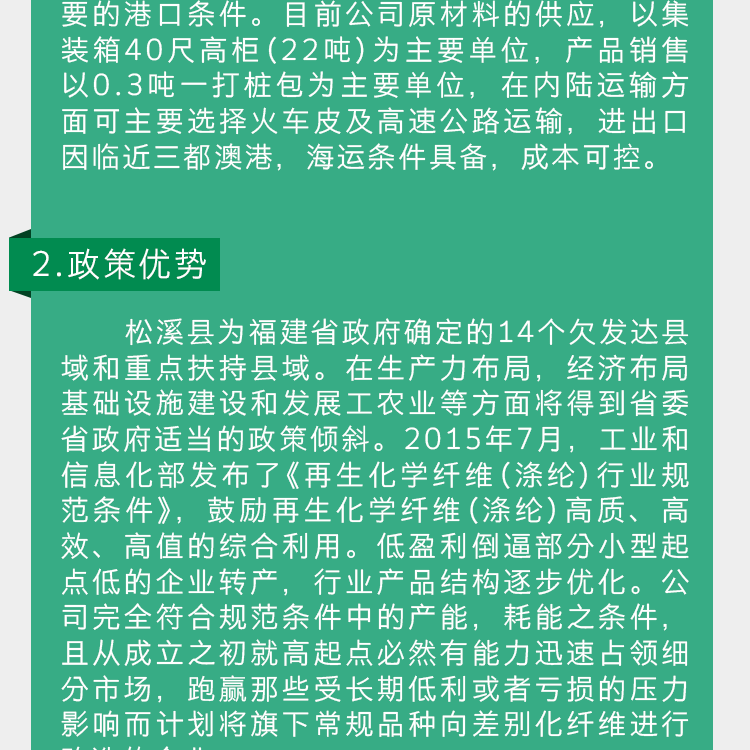 要的港口条件。目前公司原材料的供应，以集
装箱40尺高柜(22吨)为主要单位，产品销售
以0.3吨一打桩包为主要单位，在内陆运输方
面可主要选择火车皮及高速公路运输，进出口
因临近三都澳港，海运条件具备，成本可控。
2.政策优势
松溪县为福建省政府确定的14个欠发达县
域和重点扶持县域。在生产力布局，经济布局
基础设施建设和发展工农业等方面将得到省委
省政府适当的政策倾斜。2015年7月，工业和
信息化部发布了《再生化学纤维(涤纶)行业规
范条件》，鼓励再生化学纤维(涤纶)高质、高
效、高值的综合利用。低盈利倒逼部分小型起
点低的企业转产，行业产品结构逐步优化。公
司完全符合规范条件中的产能，耗能之条件，
且从成立之初就高起点必然有能力迅速占领细
分市场，跑赢那些受长期低利或者亏损的压力
影响而计划将旗下常规品种向差别化纤维进行